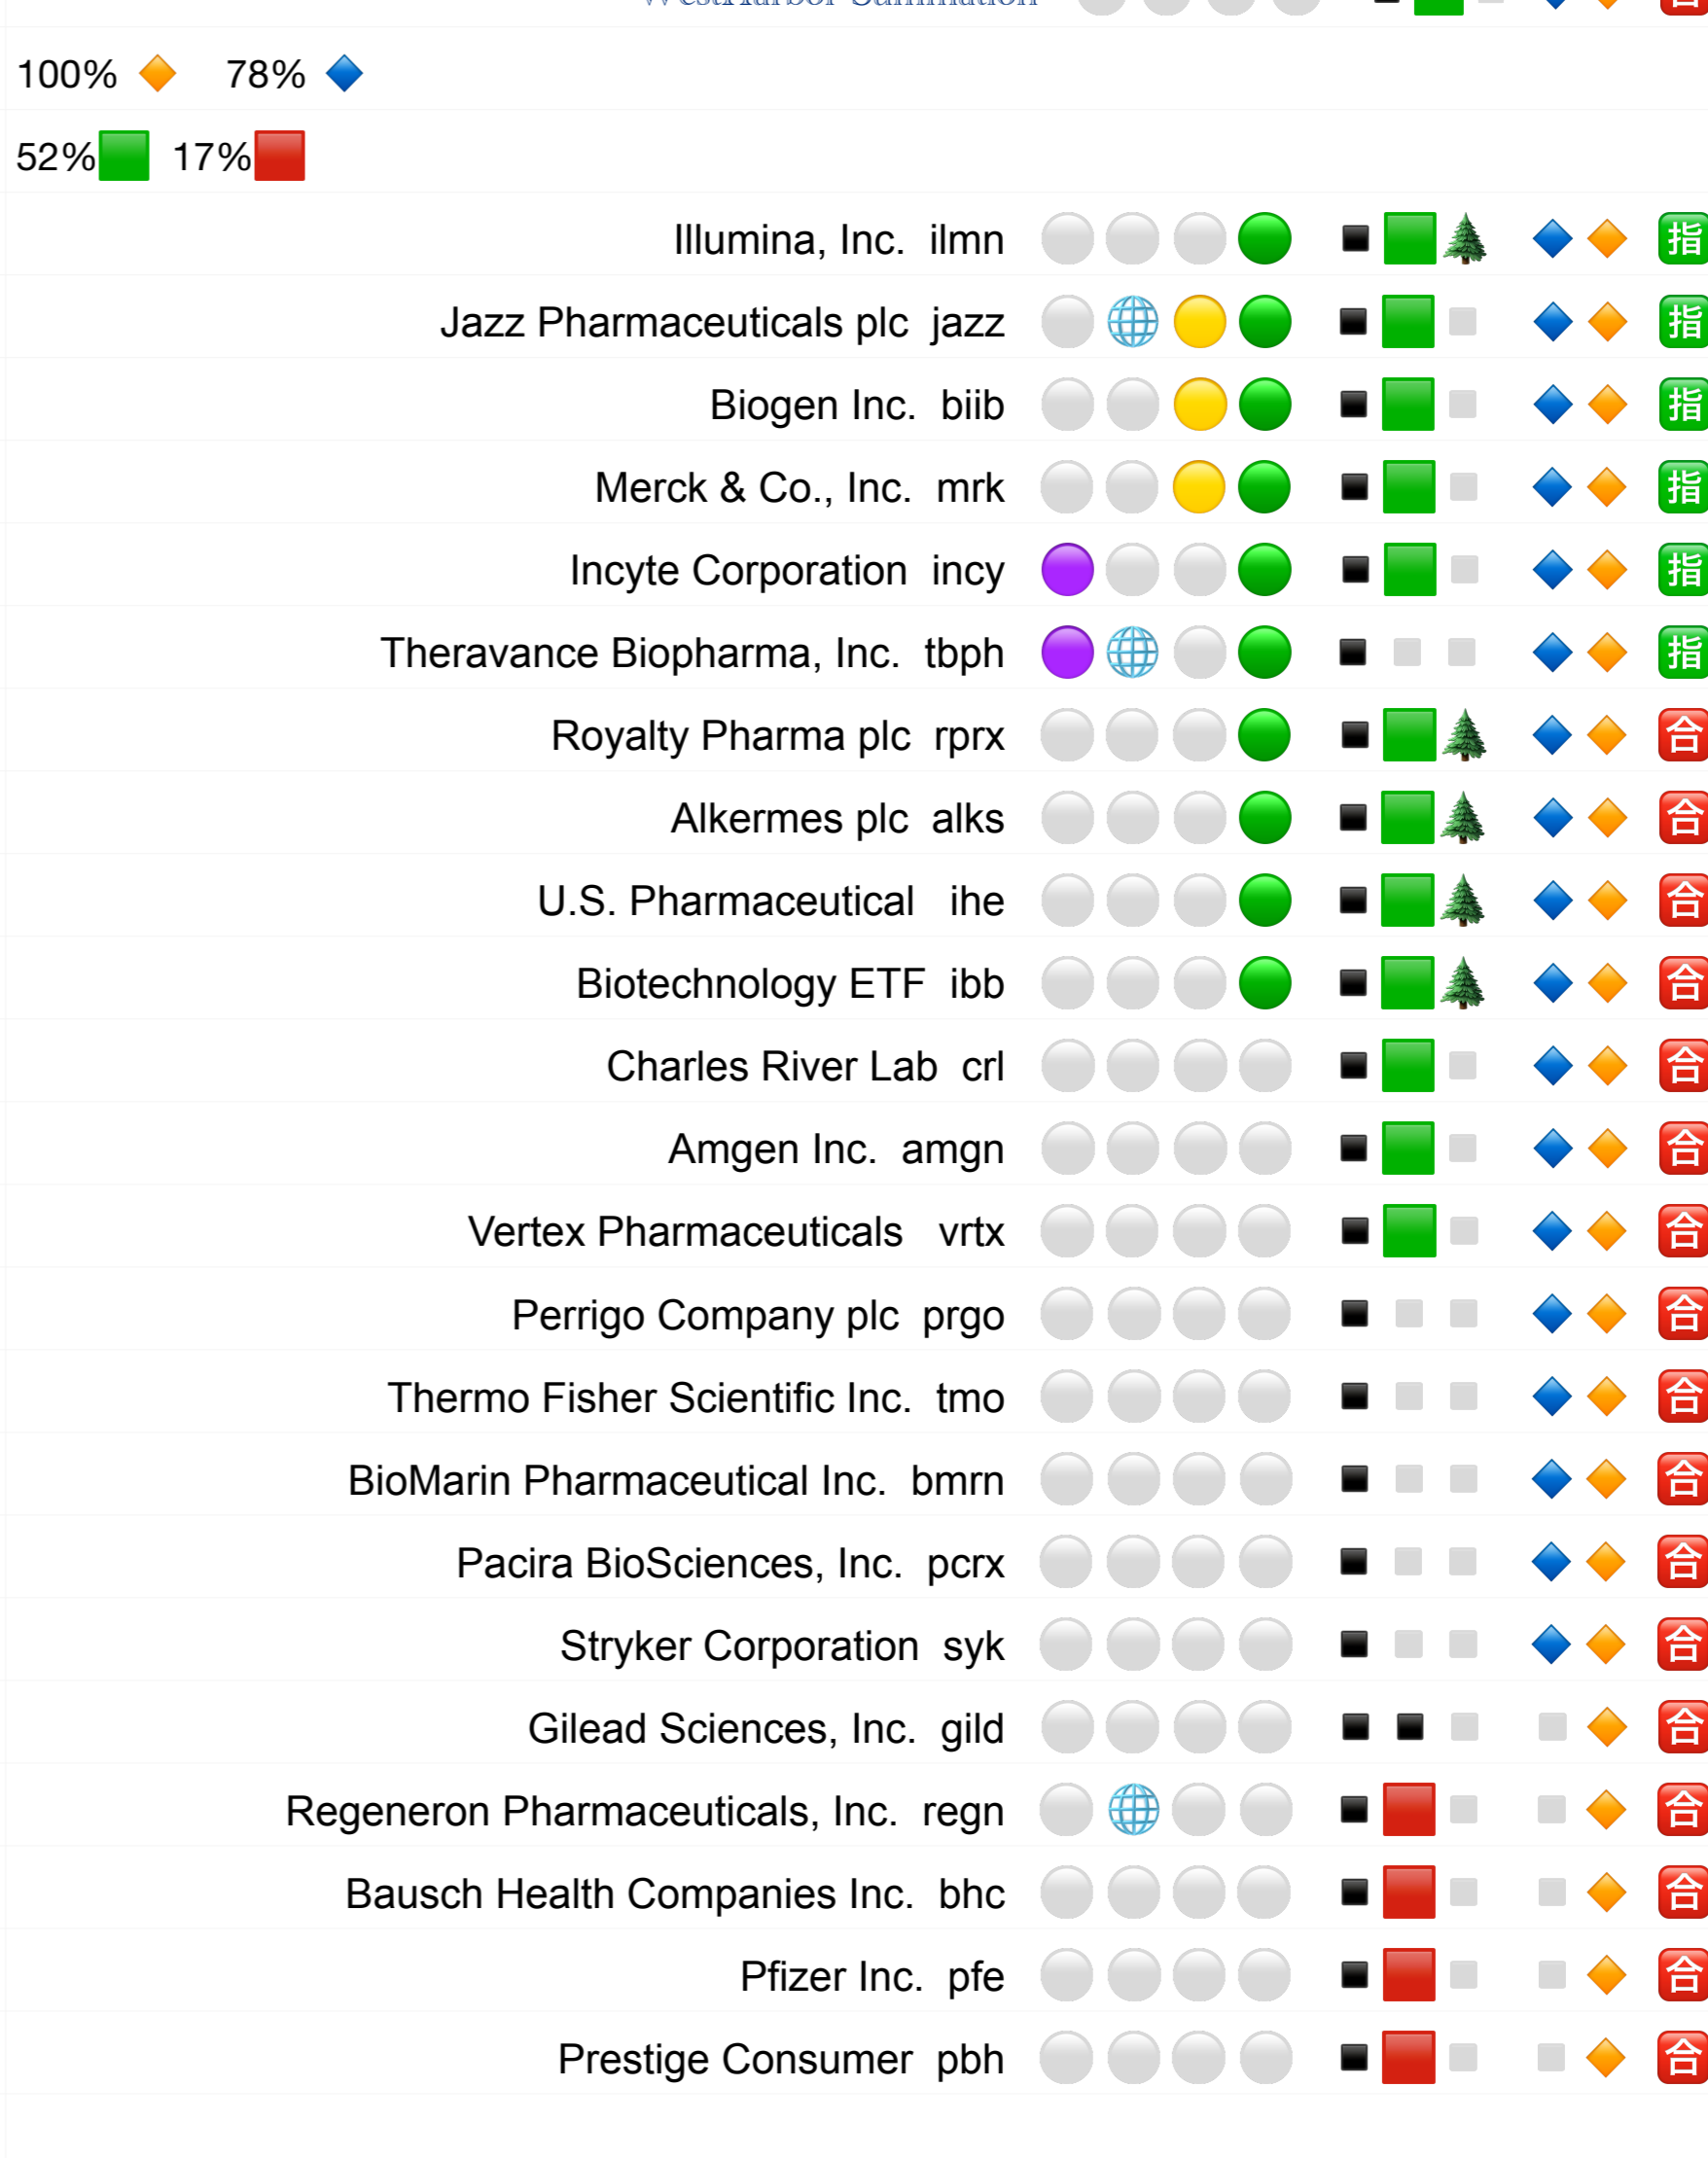 WestHarbor Summation 合
100% 78%
52% 17%
Illumina, Inc. ilmn 指
Jazz Pharmaceuticals plc jazz 指
Biogen Inc. biib 指
Merck & Co., Inc. mrk 指
Incyte Corporation incy 指
Theravance Biopharma, Inc. tbph 指
Royalty Pharma plc rprx 合
Alkermes plc alks 合
U.S. Pharmaceutical ihe 合
Biotechnology ETF ibb 合
Charles River Lab crl 合
Amgen Inc. amgn 合
Vertex Pharmaceuticals vrtx 合
Perrigo Company plc prgo 合
Thermo Fisher Scientific Inc. tmo 合
BioMarin Pharmaceutical Inc. bmrn 合
Pacira BioSciences, Inc. pcrx 合
Stryker Corporation syk 合
Gilead Sciences, Inc. gild 合
Regeneron Pharmaceuticals, Inc. regn 合
Bausch Health Companies Inc. bhc 合
Pfizer Inc. pfe 合
Prestige Consumer pbh 合